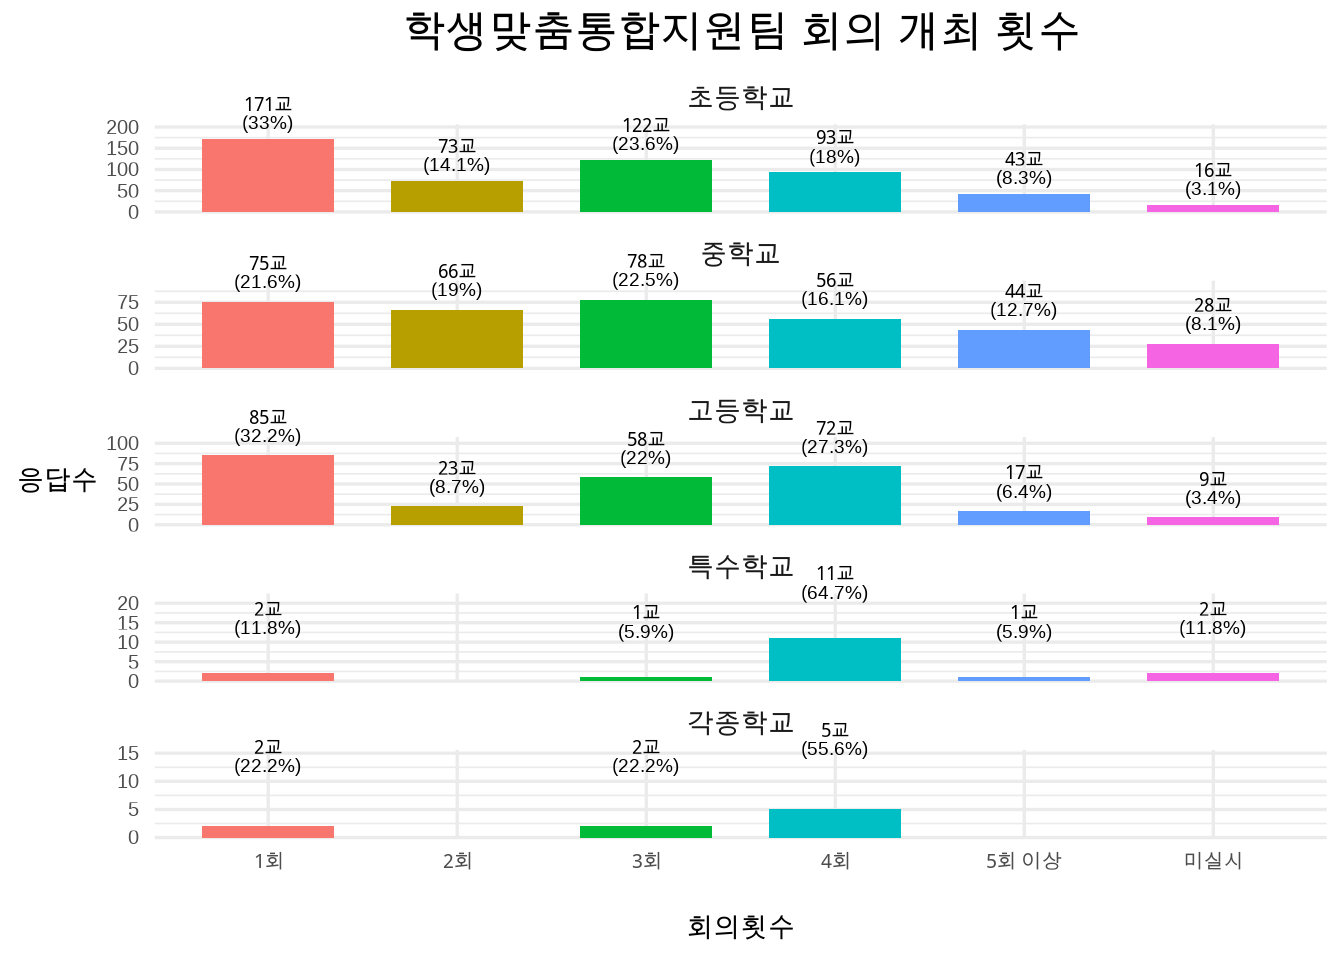 학생맞춤통합지원팀 회의 개최 횟수
초등학교
171교
(33%)
73교
(14.1%)
122교
(23.6%)
93교
(18%)
43교
(8.3%)
16교
(3.1%)
200
150
100
50
0
중학교
75교
(21.6%)
66교
(19%)
78교
(22.5%)
56교
(16.1%)
44교
(12.7%)
28교
(8.1%)
75
50
25
0
고등학교
85교
(32.2%)
23교
(8.7%)
58교
(22%)
72교
(27.3%)
17교
(6.4%)
9교
(3.4%)
100
75
50
25
0
응답수
특수학교
2교
(11.8%)
1교
(5.9%)
11교
(64.7%)
1교
(5.9%)
2교
(11.8%)
20
15
10
5
0
각종학교
2교
(22.2%)
2교
(22.2%)
5교
(55.6%)
15
10
5
0
1회
2회
3회
4회
5회 이상
미실시
회의횟수